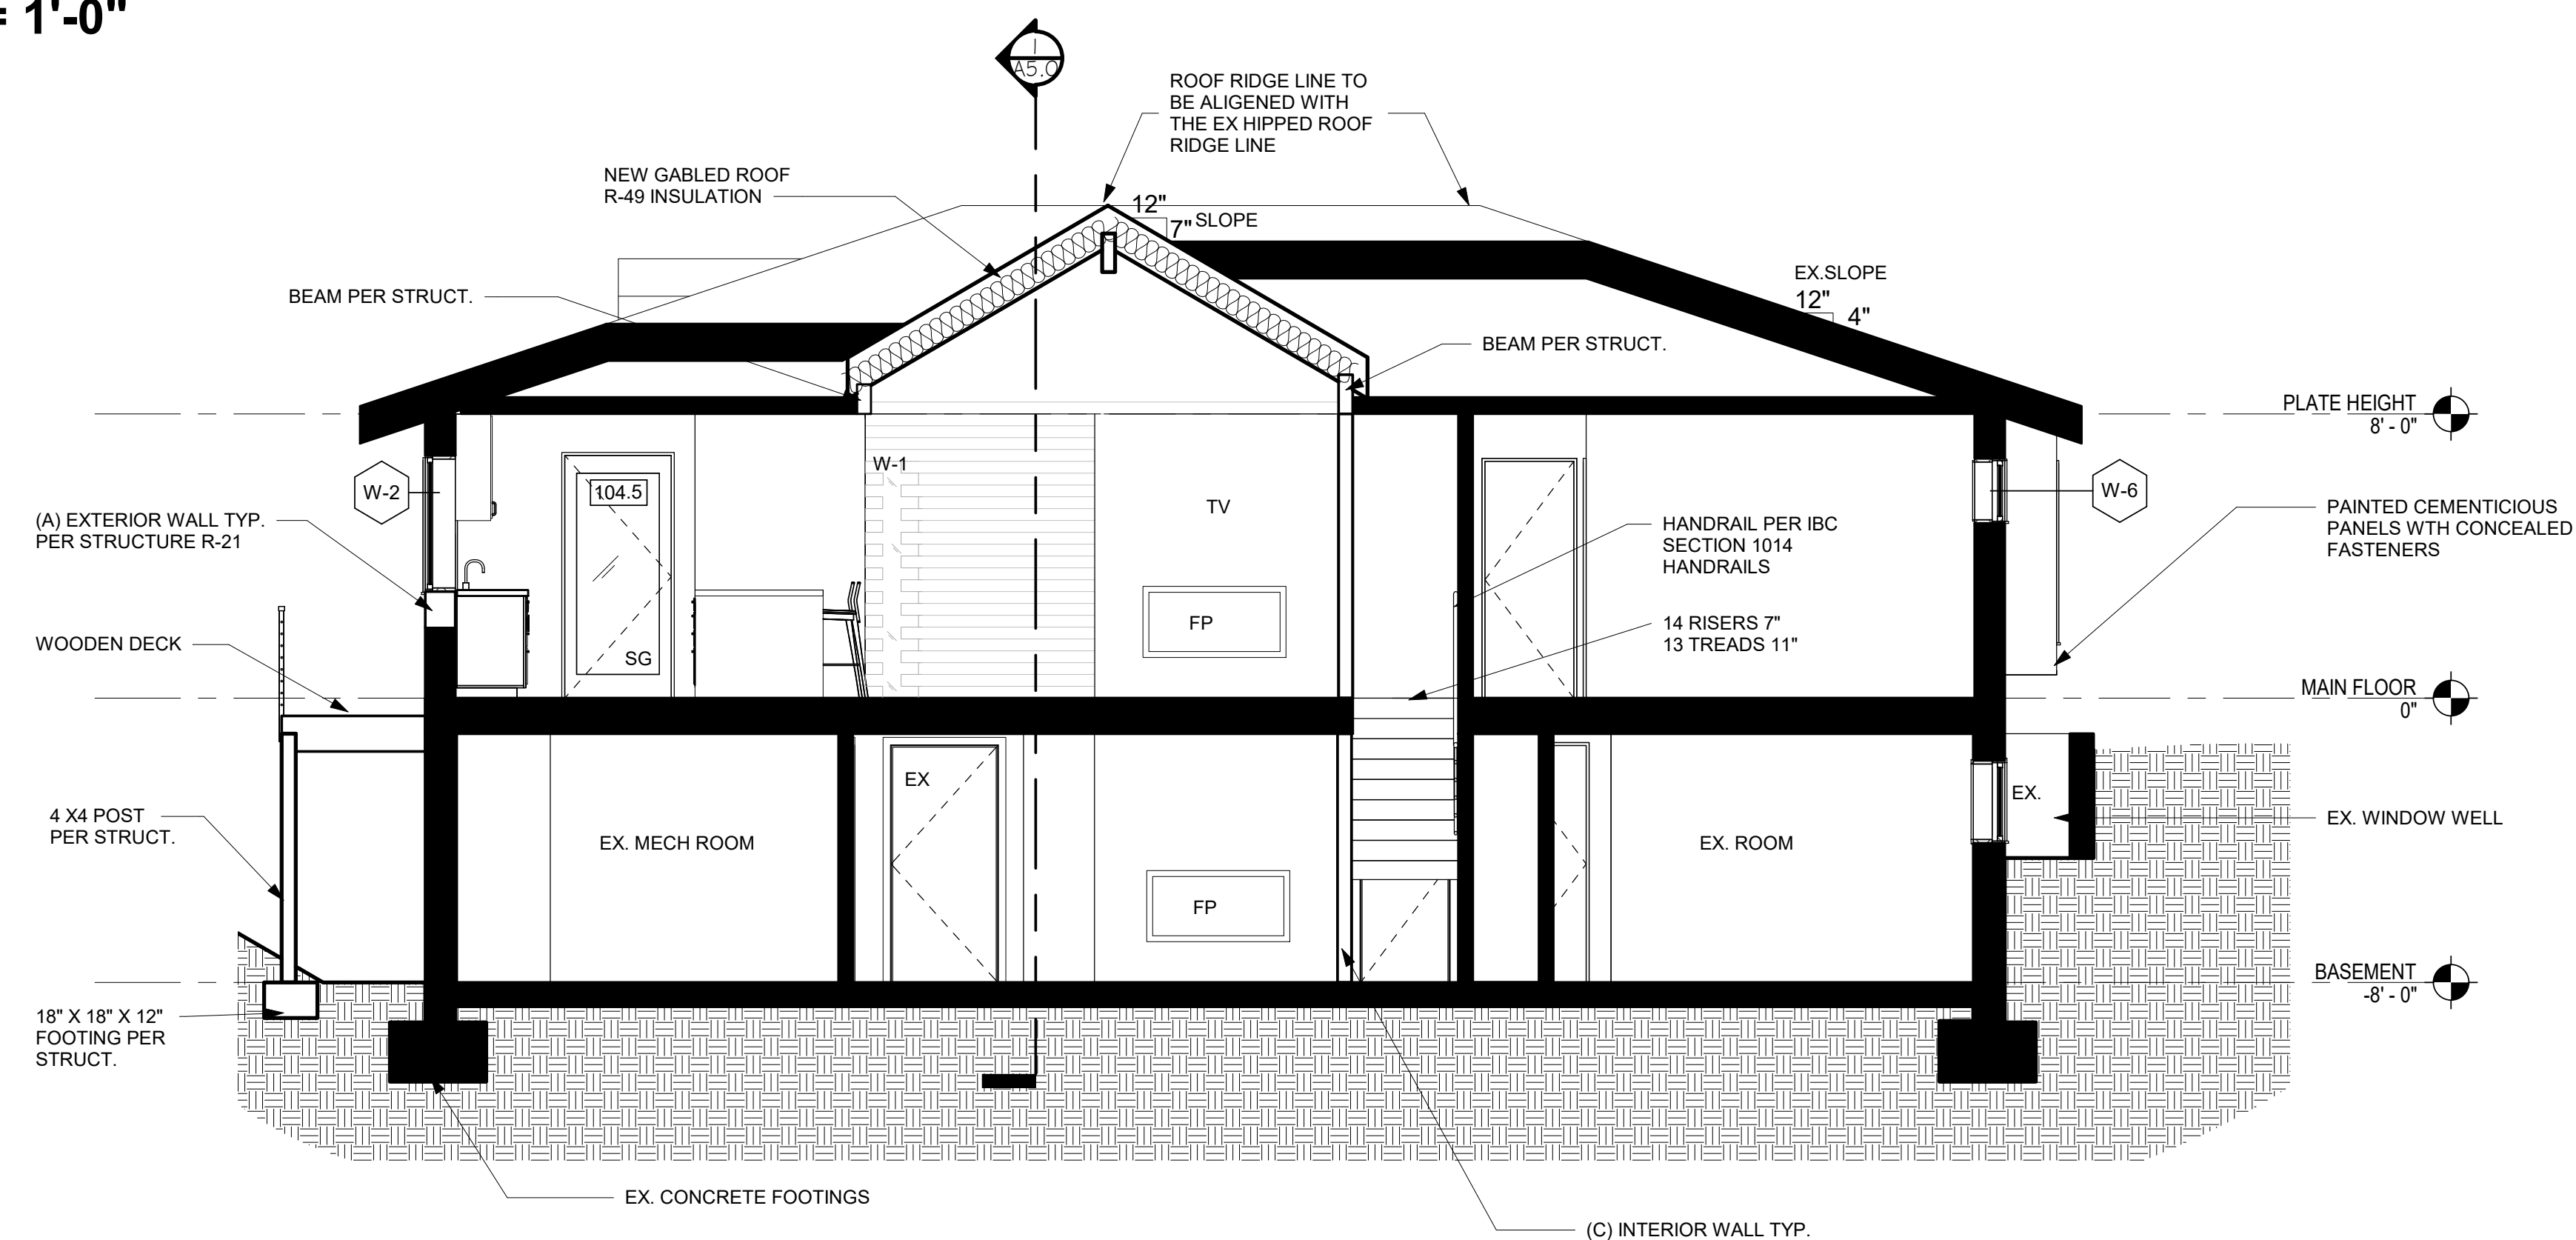 = 1'-0"
1
A5.0
ROOF RIDGE LINE TO
BE ALIGENED WITH
THE EX HIPPED ROOF
RIDGE LINE
NEW GABLED ROOF
R-49 INSULATION
12"
7" SLOPE
EX.SLOPE
12"
4"
BEAM PER STRUCT.
BEAM PER STRUCT.
PLATE HEIGHT
8' - 0"
W-2
104.5
W-1
TV
W-6
(A) EXTERIOR WALL TYP.
PER STRUCTURE R-21
HANDRAIL PER IBC
SECTION 1014
HANDRAILS
PAINTED CEMENTICIOUS
PANELS WTH CONCEALED
FASTENERS
WOODEN DECK
SG
FP
14 RISERS 7"
13 TREADS 11"
MAIN FLOOR
0"
4 X4 POST
PER STRUCT.
EX. MECH ROOM
EX
FP
EX. ROOM
EX.
EX. WINDOW WELL
BASEMENT
-8' - 0"
18" X 18" X 12"
FOOTING PER
STRUCT.
EX. CONCRETE FOOTINGS
(C) INTERIOR WALL TYP.